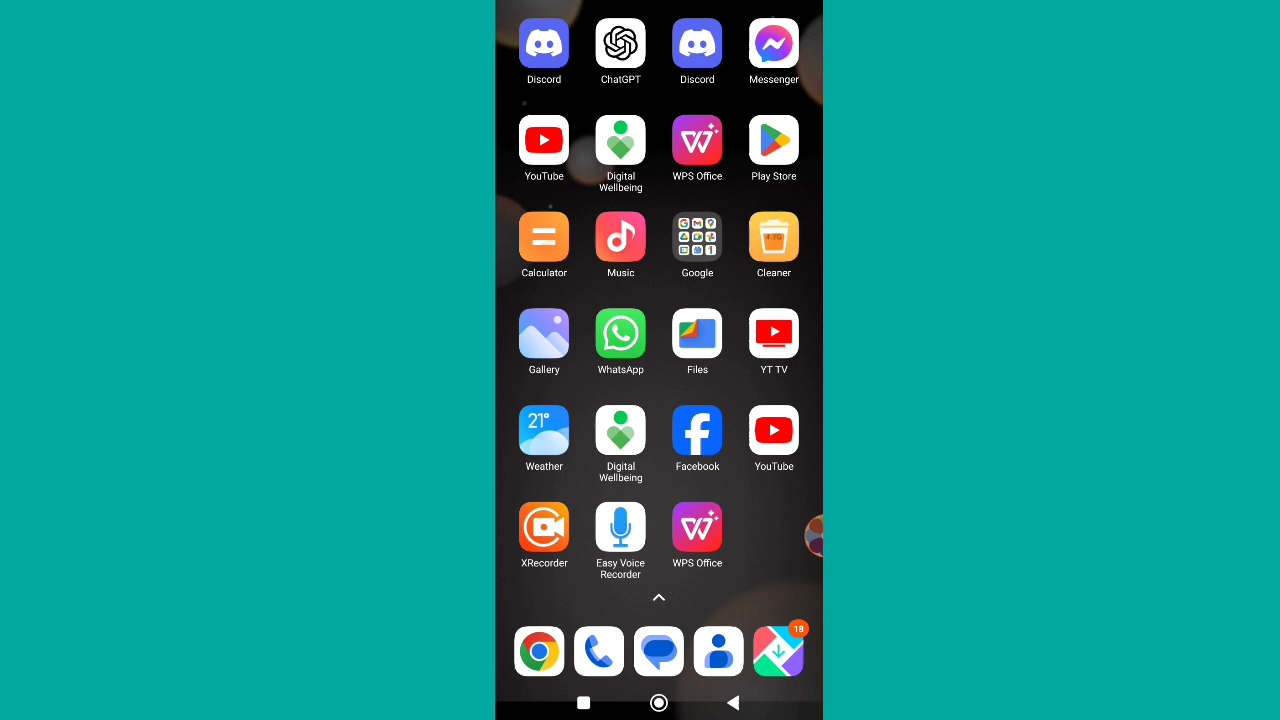 Discord
ChatGPT
Discord
Messenger
YouTube
Digital
Wellbeing
WPS Office
Play Store
Calculator
Music
Google
Cleaner
Gallery
WhatsApp
Files
YT TV
21°
Weather
Digital
Wellbeing
Facebook
YouTube
XRecorder
Easy Voice
Recorder
WPS Office
18